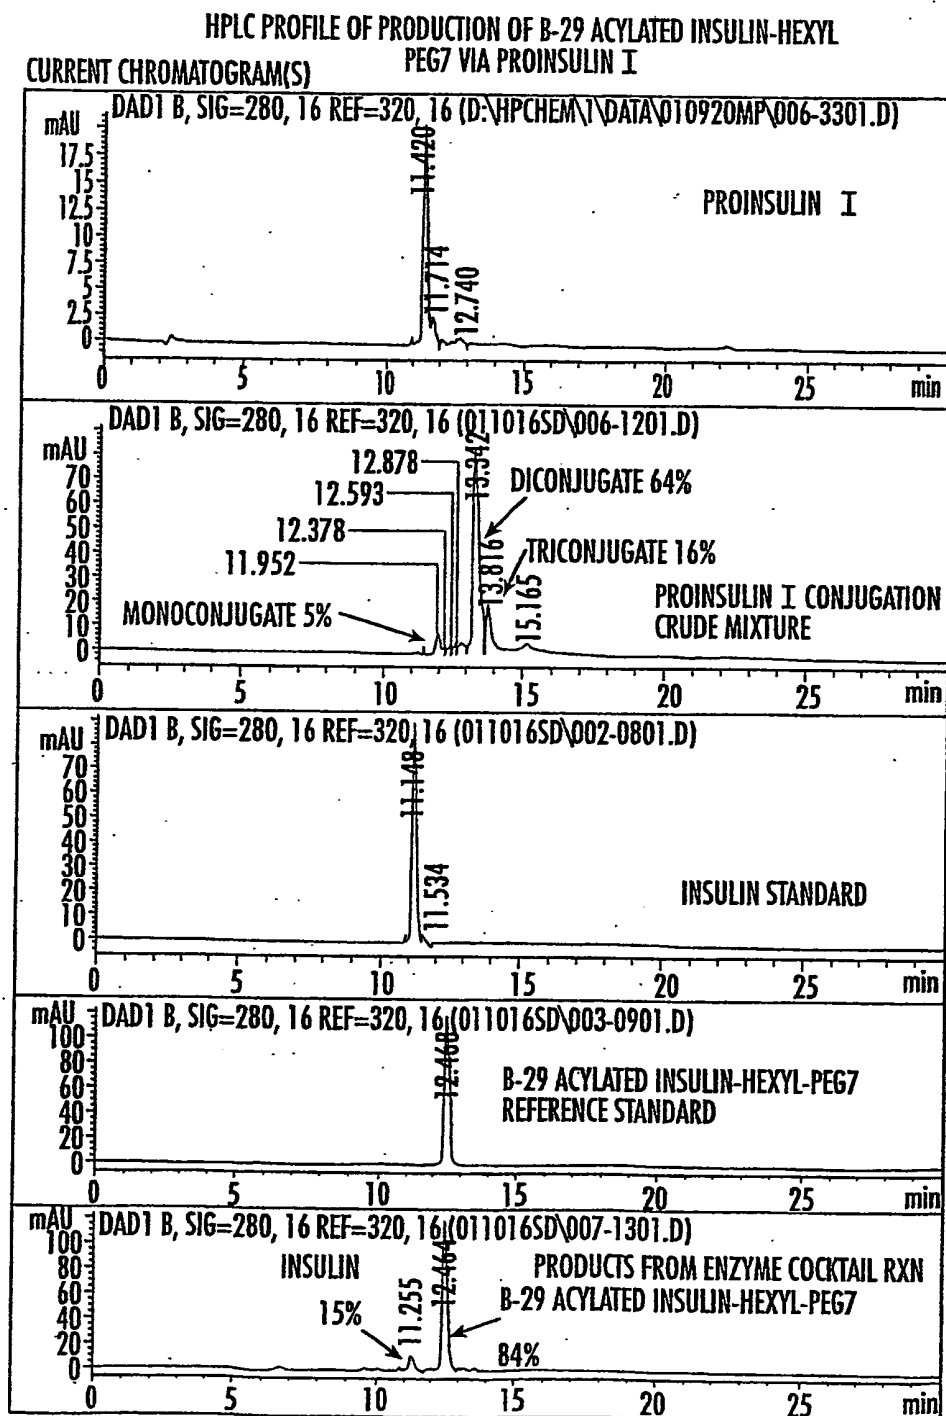 HPLC PROFILE OF PRODUCTION OF B-29 ACYLATED INSULIN-HEXYL
PEG7 VIA PROINSULIN I
CURRENT CHROMATOGRAM(S)
DAD1 B, SIG=280, 16 REF=320, 16 (D:\HPCHEM\1\DATA\010920MP\006-3301.D)
mAU
17.5
15
12.5
10
7.5
5
2.5
0
11.420
11.714
12.740
PROINSULIN I
0 5 10 15 20 25 min
DAD1 B, SIG=280, 16 REF=320, 16 (011016SD\006-1201.D)
mAU
70
60
50
40
30
20
10
0
12.878
12.593
12.378
11.952
MONOCONJUGATE 5%
13.342
DICONJUGATE 64%
13.816
TRICONJUGATE 16%
15.165
PROINSULIN I CONJUGATION
CRUDE MIXTURE
0 5 10 15 20 25 min
DAD1 B, SIG=280, 16 REF=320, 16 (011016SD\002-0801.D)
mAU
70
60
50
40
30
20
10
0
11.148
11.534
INSULIN STANDARD
0 5 10 15 20 25 min
DAD1 B, SIG=280, 16 REF=320, 16 (011016SD\003-0901.D)
mAU
100
80
60
40
20
0
12.460
B-29 ACYLATED INSULIN-HEXYL-PEG7
REFERENCE STANDARD
0 5 10 15 20 25 min
DAD1 B, SIG=280, 16 REF=320, 16 (011016SD\007-1301.D)
mAU
100
80
60
40
20
0
INSULIN
15%
11.255
12.464
PRODUCTS FROM ENZYME COCKTAIL RXN
B-29 ACYLATED INSULIN-HEXYL-PEG7
84%
0 5 10 15 20 25 min